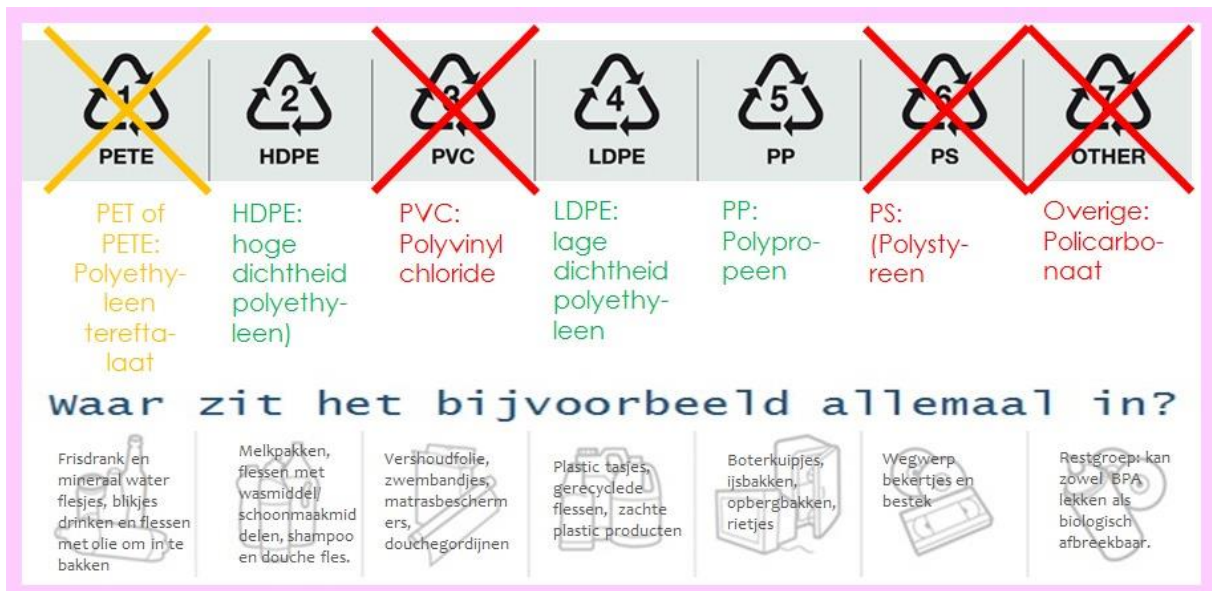 1
PETE
2
HDPE
3
PVC
4
LDPE
5
PP
6
PS
7
OTHER
PET of
PETE:
Polyethy-
leen
terefta-
laat
HDPE:
hoge
dichtheid
polyethy-
leen)
PVC:
Polyvinyl
chloride
LDPE:
lage
dichtheid
polyethy-
leen
PP:
Polypro-
peen
PS:
(Polysty-
reen
Overige:
Policarbo-
naat
Waar zit het bijvoorbeeld allemaal in?
Frisdrank en
mineraal water
flesjes, blikjes
drinken en flessen
met olie om in te
bakken
Melkpakken,
flessen met
wasmiddel/
schoonmaakmid
delen, shampoo
en douche fles.
Vershoudfolie,
zwembandjes,
matrasbescherm
ers,
douchegordijnen
Plastic tasjes,
gerecyclede
flessen, zachte
plastic producten
Boterkuipjes,
ijsbakken,
opbergbakken,
rietjes
Wegwerp
bekertjes en
bestek
Restgroep: kan
zowel BPA
lekken als
biologisch
afbreekbaar.